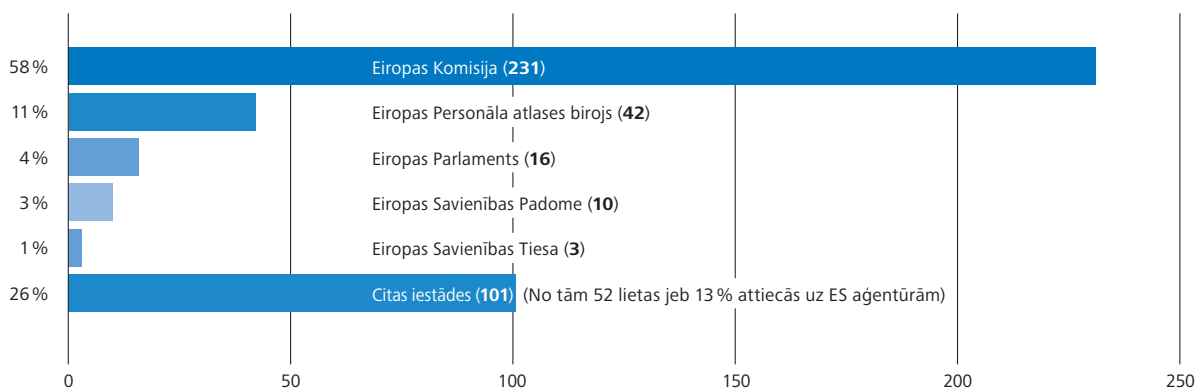 58 % Eiropas Komisija (231)
11 % Eiropas Personāla atlases birojs (42)
4 % Eiropas Parlaments (16)
3 % Eiropas Savienības Padome (10)
1 % Eiropas Savienības Tiesa (3)
26 % Citas iestādes (101) (No tām 52 lietas jeb 13 % attiecās uz ES aģentūrām)
0 50 100 150 200 250